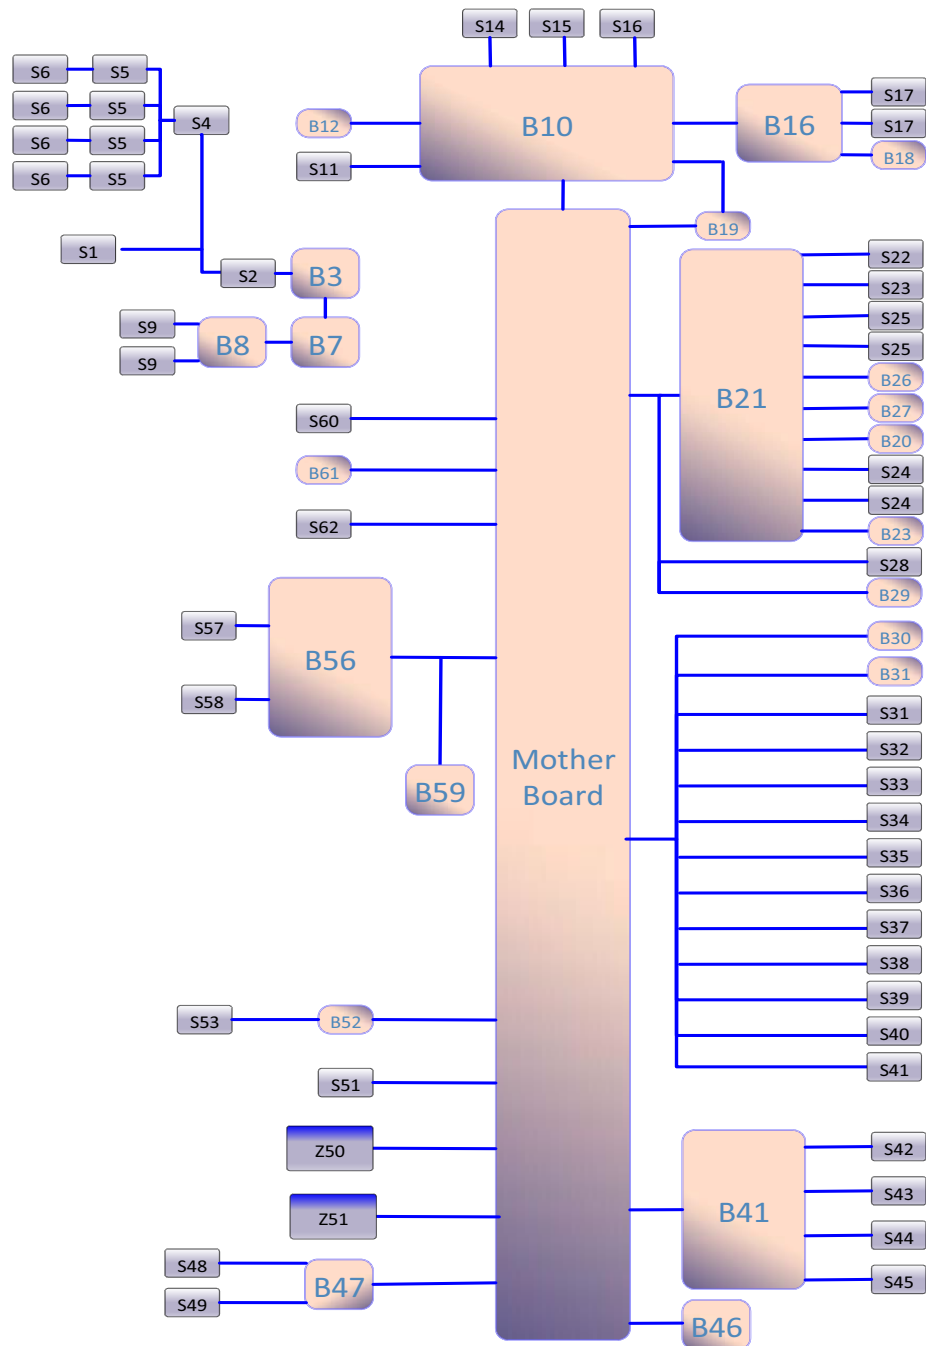 S14
S15
S16
S6
S5
S6
S5
S4
S6
S5
S6
S5
B12
S11
B10
B16
S17
S17
B18
B19
S1
S2
B3
S9
S9
B8
B7
B21
S22
S23
S25
S25
B26
B27
B20
S24
S24
B23
S28
B29
S60
B61
S62
S57
S58
B56
B59
Mother
Board
B30
B31
S31
S32
S33
S34
S35
S36
S37
S38
S39
S40
S41
S53
B52
S51
Z50
Z51
S48
S49
B47
B41
S42
S43
S44
S45
B46